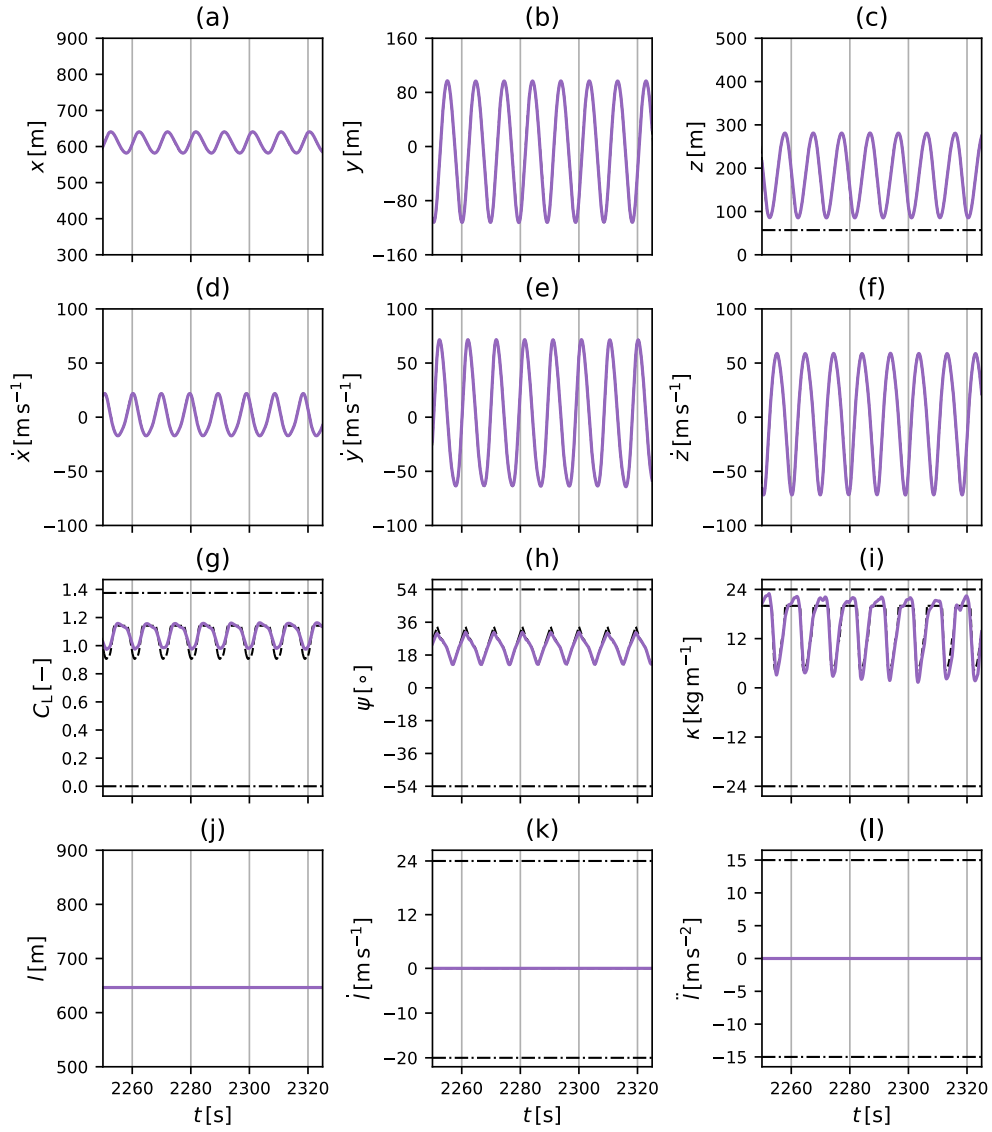 (a) (b) (c)
900 160 500
800 80 400
700 300
x [m] 600 y [m] 0 z [m] 200
500 −80 100
400
300 −160 0
(d) (e) (f)
100 100 100
50 50 50
ẋ [m s⁻¹] 0 ẏ [m s⁻¹] 0 ż [m s⁻¹] 0
−50 −50 −50
−100 −100 −100
(g) (h) (i)
1.4 54 24
1.2 36 12
1.0 18
C_L [−] 0.8 ψ [∘] 0 κ [kg m⁻¹] 0
0.6 −18
0.4 −36 −12
0.2
0.0 −54 −24
(j) (k) (l)
900 24 15
12 10
800 5
l [m] 700 l̇ [m s⁻¹] 0 l̈ [m s⁻²] 0
−5
600 −10 −10
500 −20 −15
2260 2280 2300 2320 2260 2280 2300 2320 2260 2280 2300 2320
t [s] t [s] t [s]